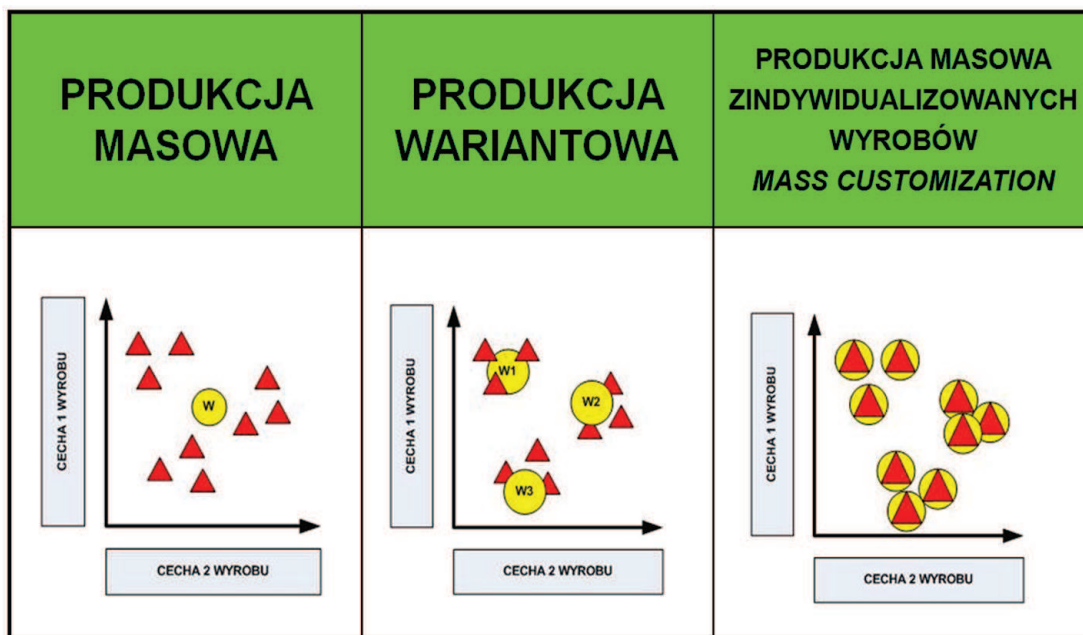 PRODUKCJA
MASOWA
PRODUKCJA
WARIANTOWA
PRODUKCJA MASOWA
ZINDYWIDUALIZOWANYCH
WYROBÓW
MASS CUSTOMIZATION
CECHA 1 WYROBU
W
CECHA 2 WYROBU
CECHA 1 WYROBU
W1
W2
W3
CECHA 2 WYROBU
CECHA 1 WYROBU
CECHA 2 WYROBU